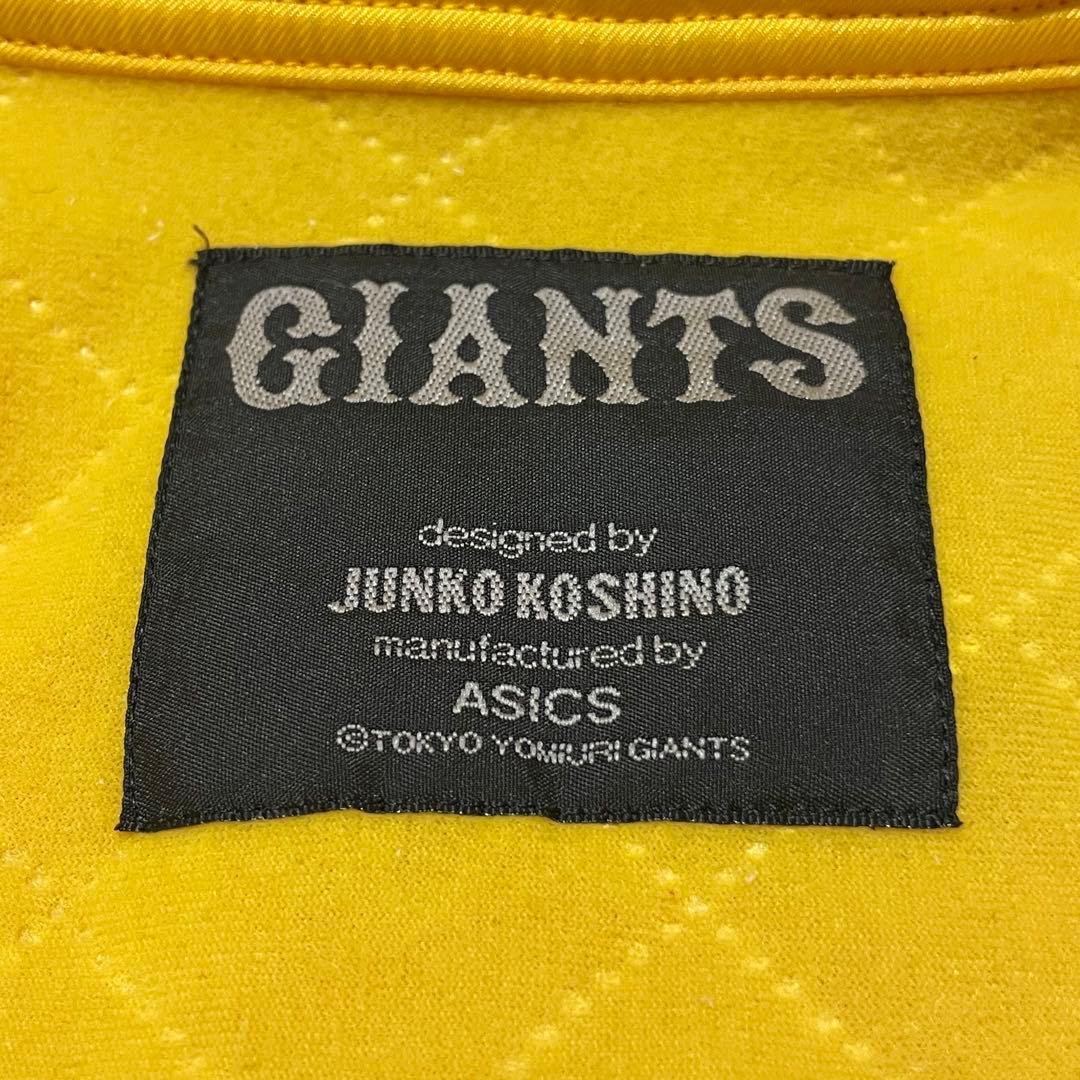 GIANTS
designed by
JUNKO KOSHINO
manufactured by
ASICS
©TOKYO YOMIURI GIANTS